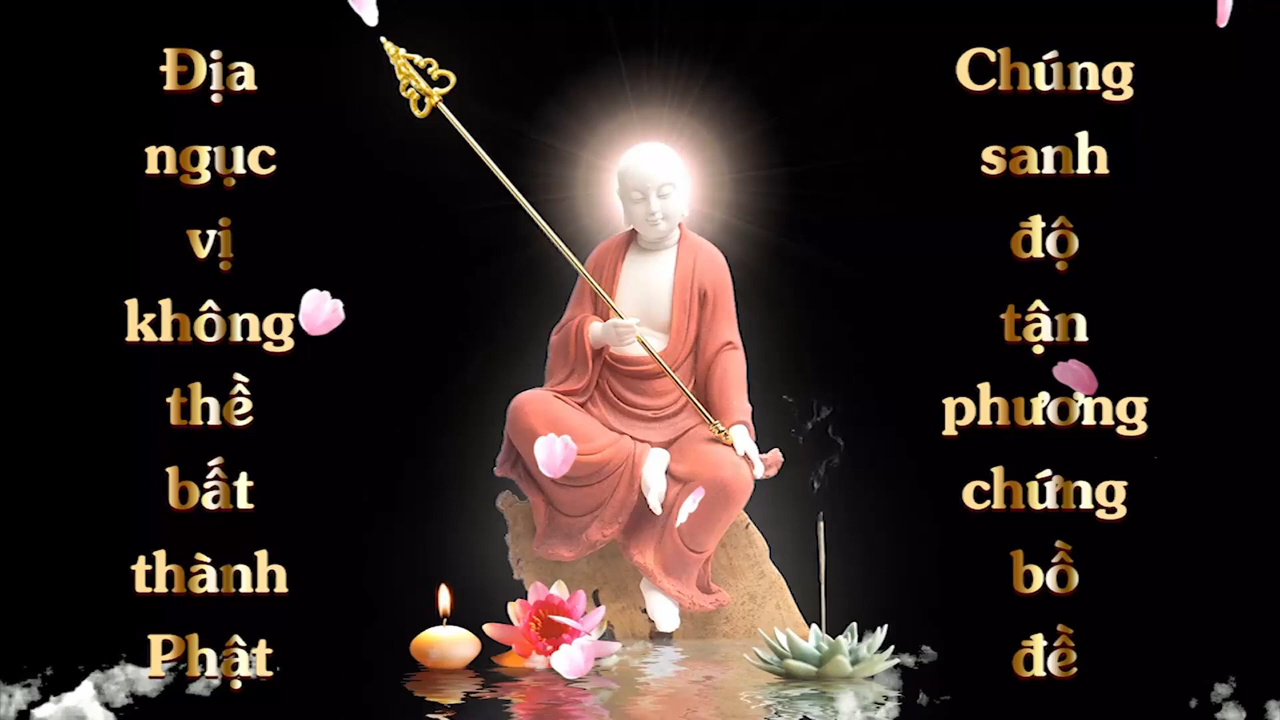 Địa
ngục
vị
không
thề
bất
thành
Phật
Chúng
sanh
độ
tận
phương
chứng
bồ
đề